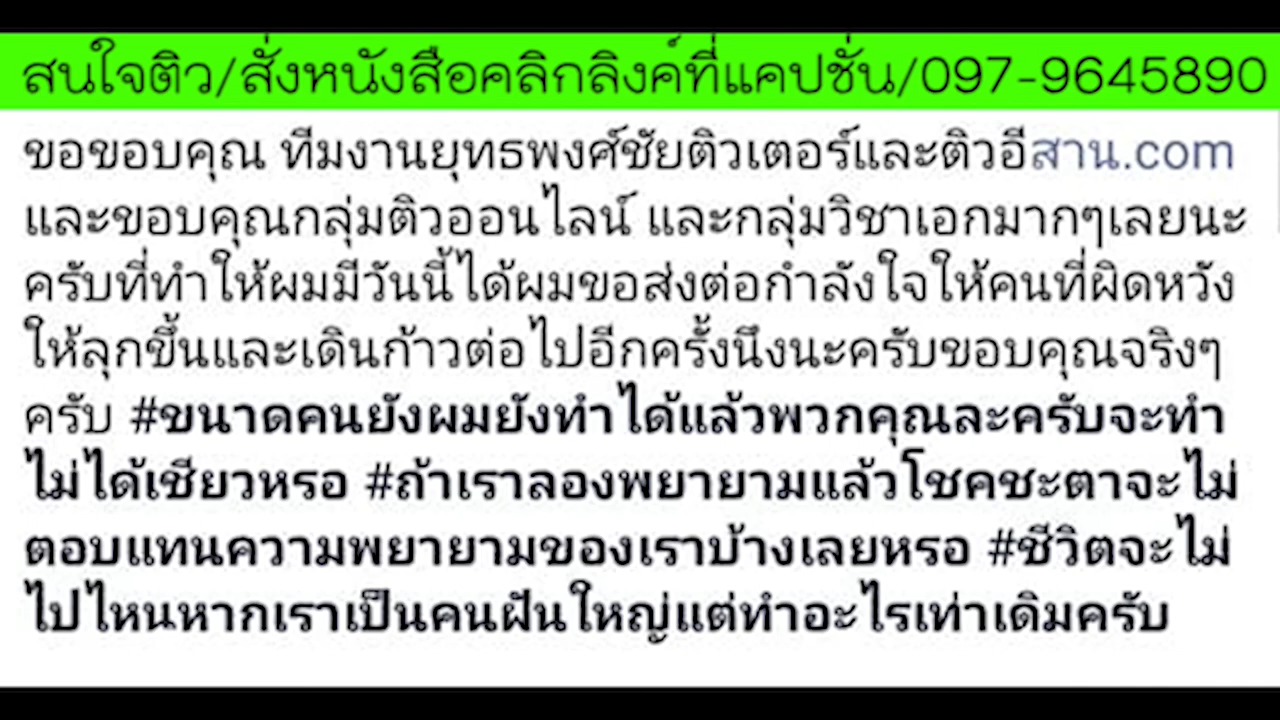 สนใจติว/สั่งหนังสือคลิกลิงค์ที่แคปชั่น/097-9645890
ขอขอบคุณ ทีมงานยุทธพงศ์ชัยติวเตอร์และติวอีสาน.com
และขอบคุณกลุ่มติวออนไลน์ และกลุ่มวิชาเอกมากๆเลยนะ
ครับที่ทำให้ผมมีวันนี้ได้ผมขอส่งต่อกำลังใจให้คนที่ผิดหวัง
ให้ลุกขึ้นและเดินก้าวต่อไปอีกครั้งนึงนะครับขอบคุณจริงๆ
ครับ #ขนาดคนยังผมยังทำได้แล้วพวกคุณละครับจะทำ
ไม่ได้เชียวหรอ #ถ้าเราลองพยายามแล้วโชคชะตาจะไม่
ตอบแทนความพยายามของเราบ้างเลยหรอ #ชีวิตจะไม่
ไปไหนหากเราเป็นคนฝันใหญ่แต่ทำอะไรเท่าเดิมครับ